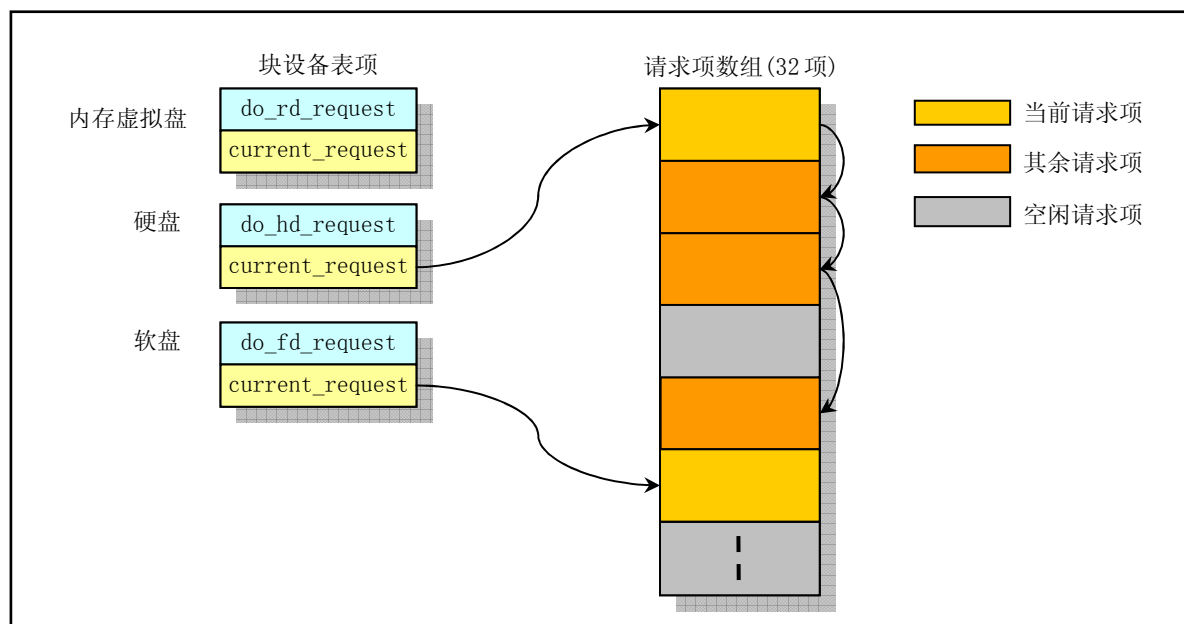 块设备表项
内存虚拟盘
do_rd_request
current_request
硬盘
do_hd_request
current_request
软盘
do_fd_request
current_request
请求项数组(32 项)
当前请求项
其余请求项
空闲请求项